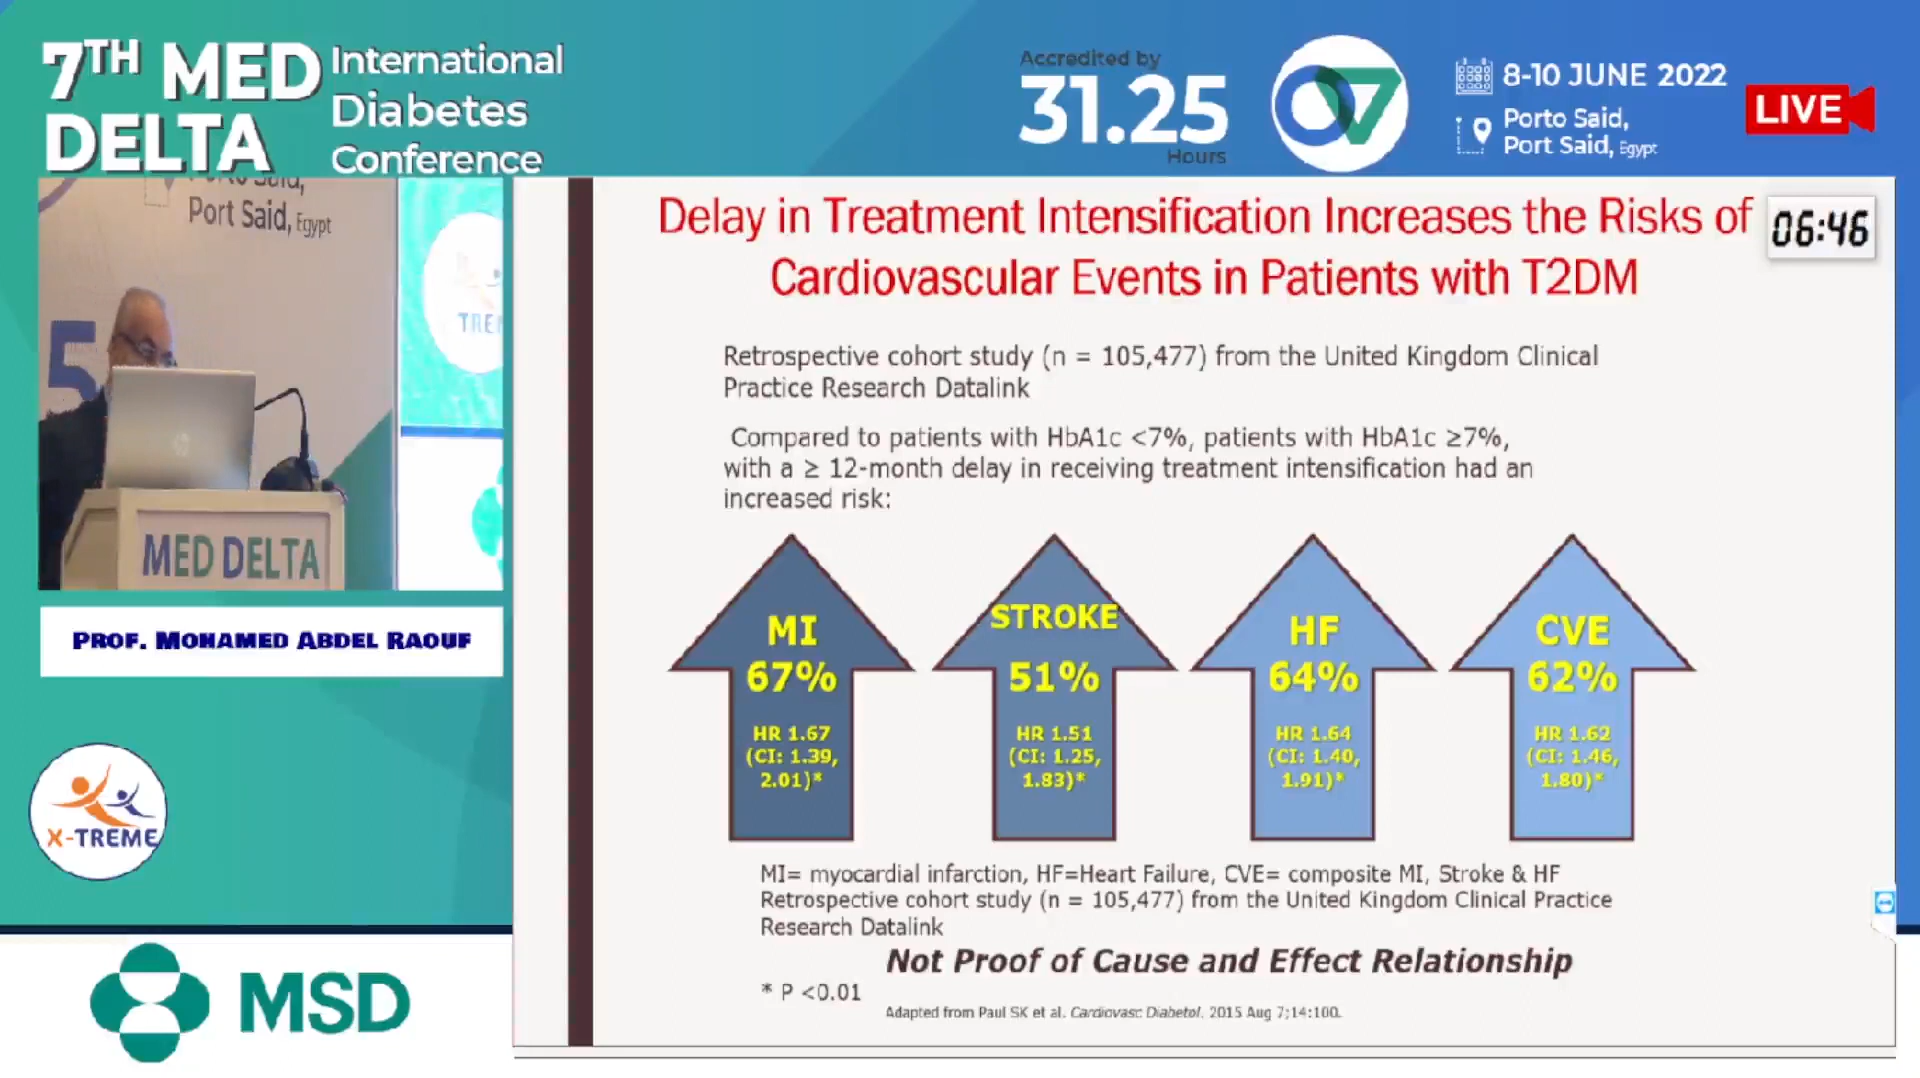 7TH MED
DELTA
International
Diabetes
Conference
Accredited by
31.25
Hours
8-10 JUNE 2022
Porto Said,
Port Said, Egypt
LIVE
Port Said, Egypt
5
TRE
MED DELTA
PROF. MOHAMED ABDEL RAOUF
X-TREME
MSD
Delay in Treatment Intensification Increases the Risks of
Cardiovascular Events in Patients with T2DM
06:46
Retrospective cohort study (n = 105,477) from the United Kingdom Clinical
Practice Research Datalink
Compared to patients with HbA1c <7%, patients with HbA1c ≥7%,
with a ≥ 12-month delay in receiving treatment intensification had an
increased risk:
MI
67%
HR 1.67
(CI: 1.39,
2.01)*
STROKE
51%
HR 1.51
(CI: 1.25,
1.83)*
HF
64%
HR 1.64
(CI: 1.40,
1.91)*
CVE
62%
HR 1.62
(CI: 1.46,
1.80)*
MI= myocardial infarction, HF=Heart Failure, CVE= composite MI, Stroke & HF
Retrospective cohort study (n = 105,477) from the United Kingdom Clinical Practice
Research Datalink
Not Proof of Cause and Effect Relationship
* P <0.01
Adapted from Paul SK et al. Cardiovasc Diabetol. 2015 Aug 7;14:100.